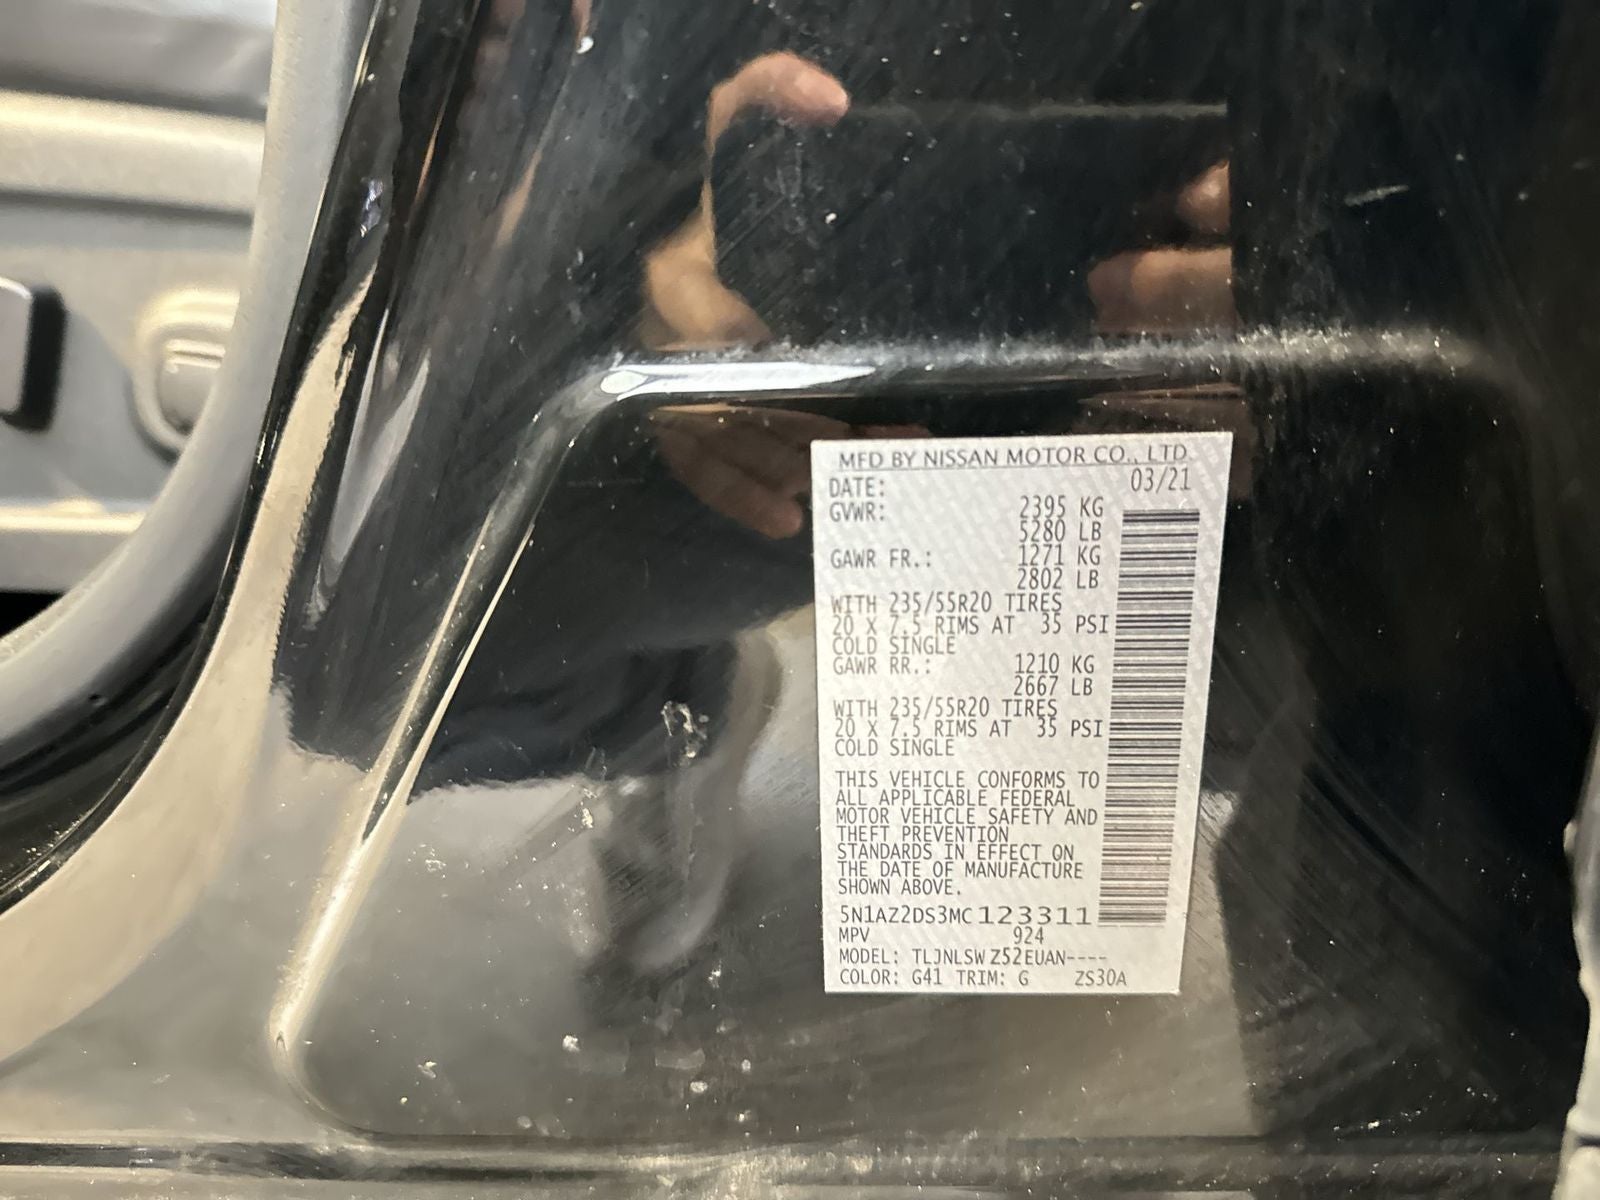 MFD BY NISSAN MOTOR CO., LTD
DATE: 03/21
GVWR: 2395 KG
5280 LB
GAWR FR.: 1271 KG
2802 LB
WITH 235/55R20 TIRES
20 X 7.5 RIMS AT 35 PSI
COLD SINGLE
GAWR RR.: 1210 KG
2667 LB
WITH 235/55R20 TIRES
20 X 7.5 RIMS AT 35 PSI
COLD SINGLE
THIS VEHICLE CONFORMS TO
ALL APPLICABLE FEDERAL
MOTOR VEHICLE SAFETY AND
THEFT PREVENTION
STANDARDS IN EFFECT ON
THE DATE OF MANUFACTURE
SHOWN ABOVE.
5N1AZ2DS3MC123311
MPV 924
MODEL: TLJNLSWZ52EUAN----
COLOR: G41 TRIM: G ZS30A